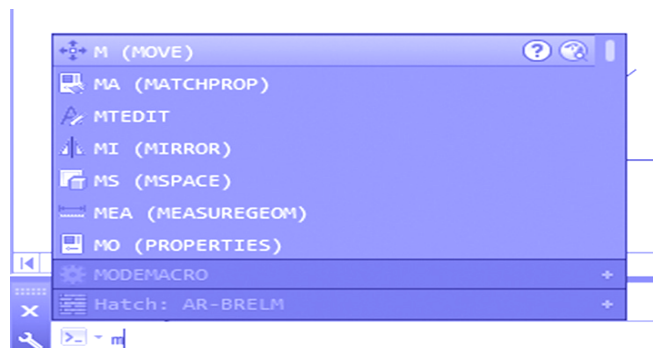 M (MOVE)
MA (MATCHPROP)
MTEDIT
MI (MIRROR)
MS (MSPACE)
MEA (MEASUREGEOM)
MO (PROPERTIES)
MODEMACRO +
Hatch: AR-BRELM +
m